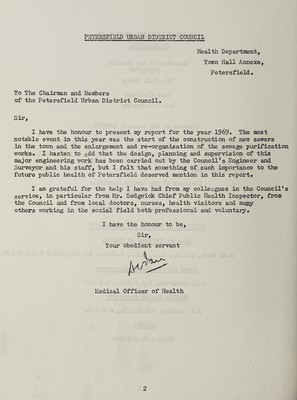 PETERSFIELD URBAN DISTRICT COUNCIL
Health Department,
Town Hall Annexe,
Petersfield.
To The Chairman and Members
of the Petersfield Urban District Council.
Sir,
I have the honour to present my report for the year 1969. The most
notable event in this year was the start of the construction of new sewers
in the town and the enlargement and re-organisation of the sewage purification
works. I hasten to add that the design, planning and supervision of this
major engineering work has been carried out by the Council's Engineer and
Surveyor and his staff, but I felt that something of such importance to the
future public health of Petersfield deserved mention in this report.
I am grateful for the help I have had from my colleagues in the Council's
service, in particular from Mr. Sedgwick Chief Public Health Inspector, from
the Council and from local doctors, nurses, health visitors and many
others working in the social field both professional and voluntary.
I have the honour to be,
Sir,
Your obedient servant
Medical Officer of Health
2